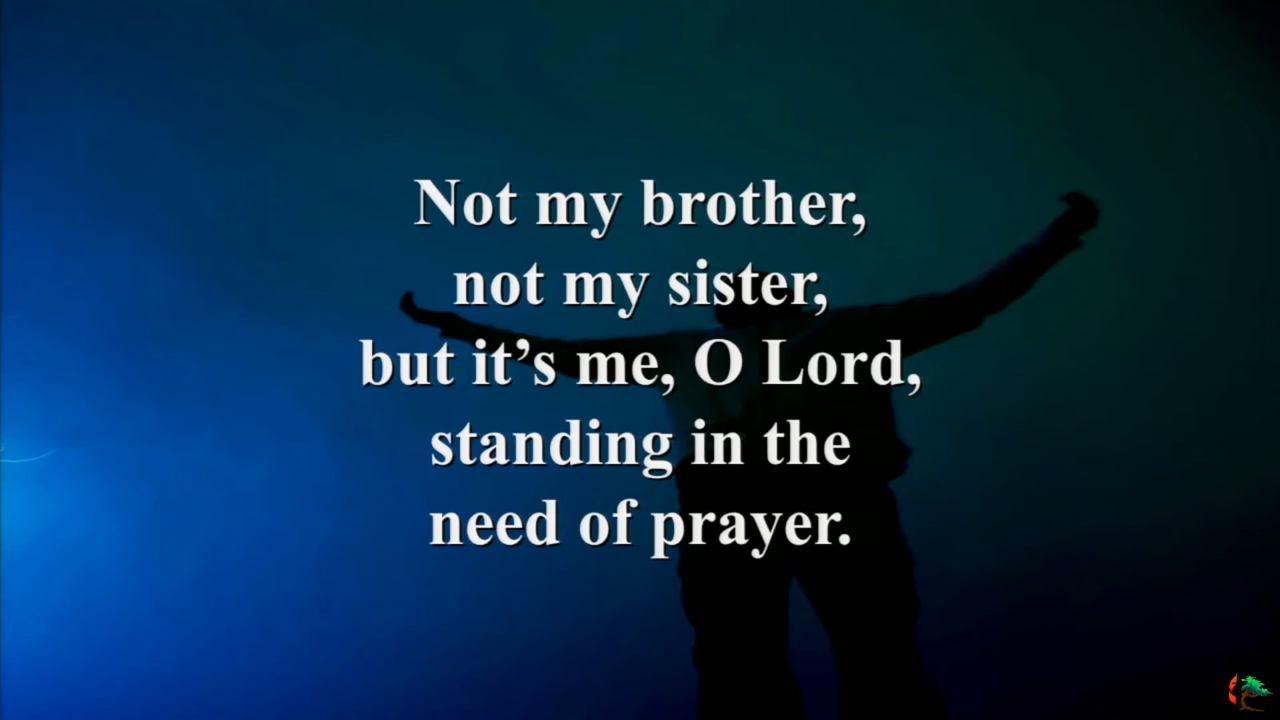 Not my brother,
not my sister,
but it’s me, O Lord,
standing in the
need of prayer.